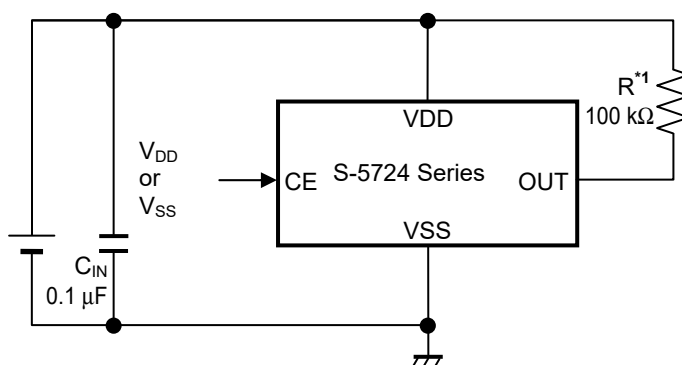 R*1
100 kΩ
VDD
VDD
or
VSS
CE
S-5724 Series
OUT
VSS
CIN
0.1 μF